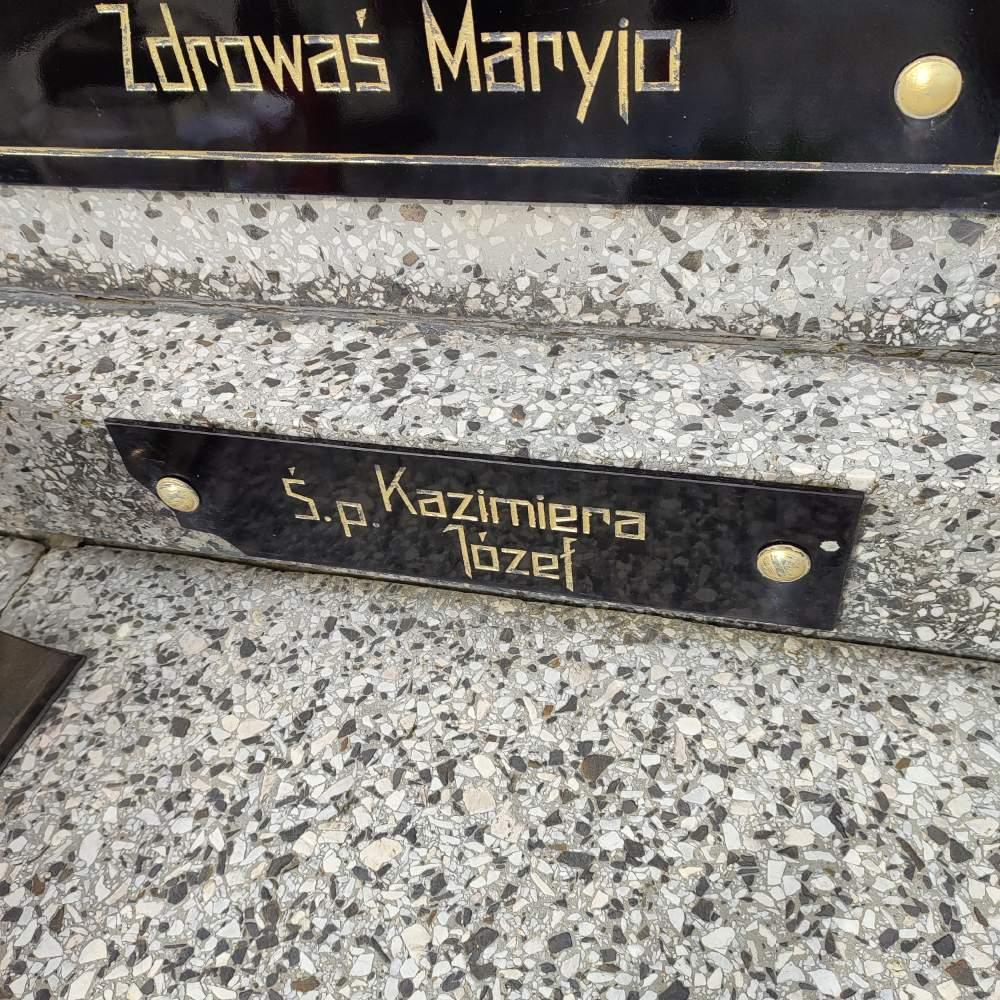 Zdrowaś Maryjo
Ś.p. Kazimiera
Józef